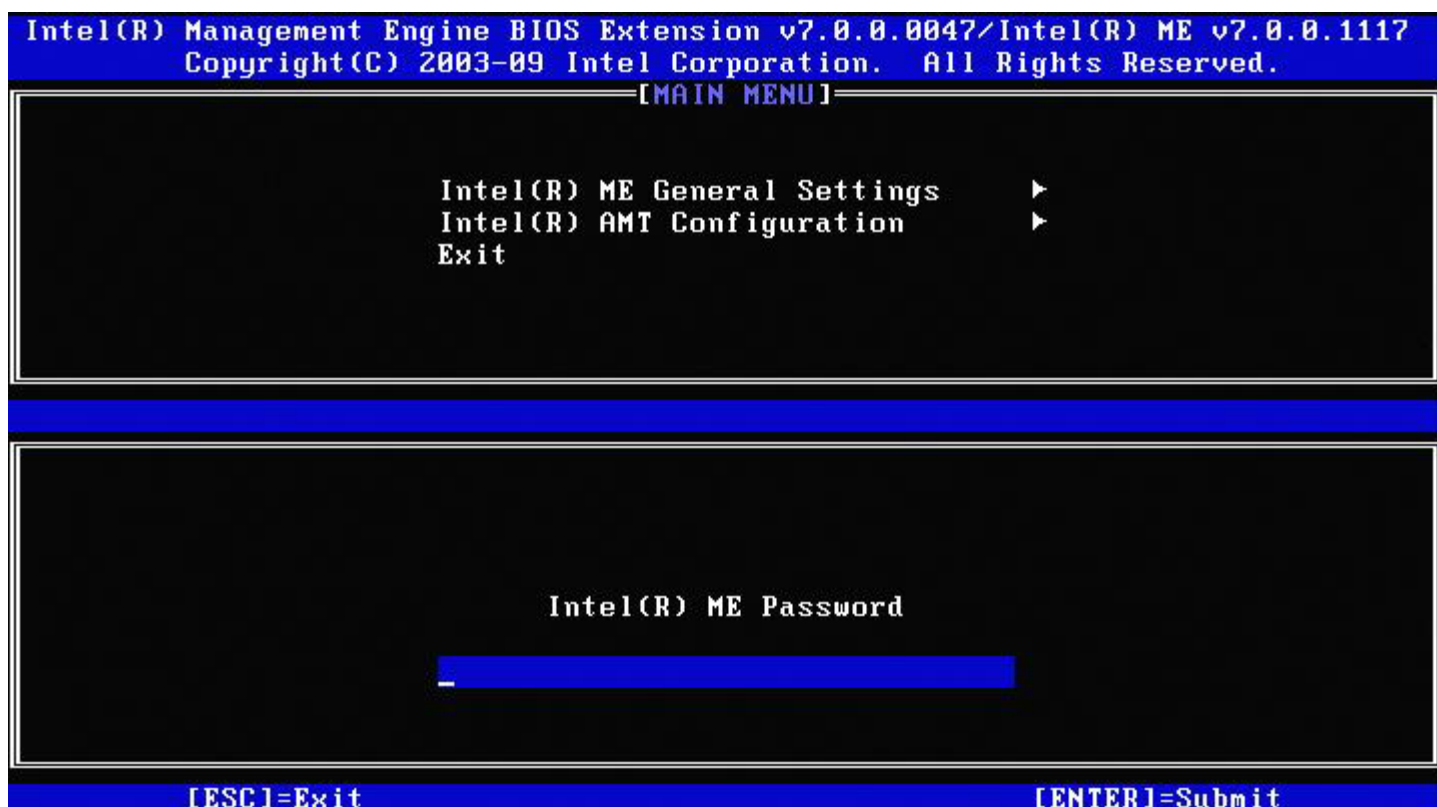 Intel(R) Management Engine BIOS Extension v7.0.0.0047/Intel(R) ME v7.0.0.1117
Copyright(C) 2003-09 Intel Corporation. All Rights Reserved.
[MAIN MENU]
Intel(R) ME General Settings ►
Intel(R) AMT Configuration ►
Exit
Intel(R) ME Password
[ESC]=Exit [ENTER]=Submit